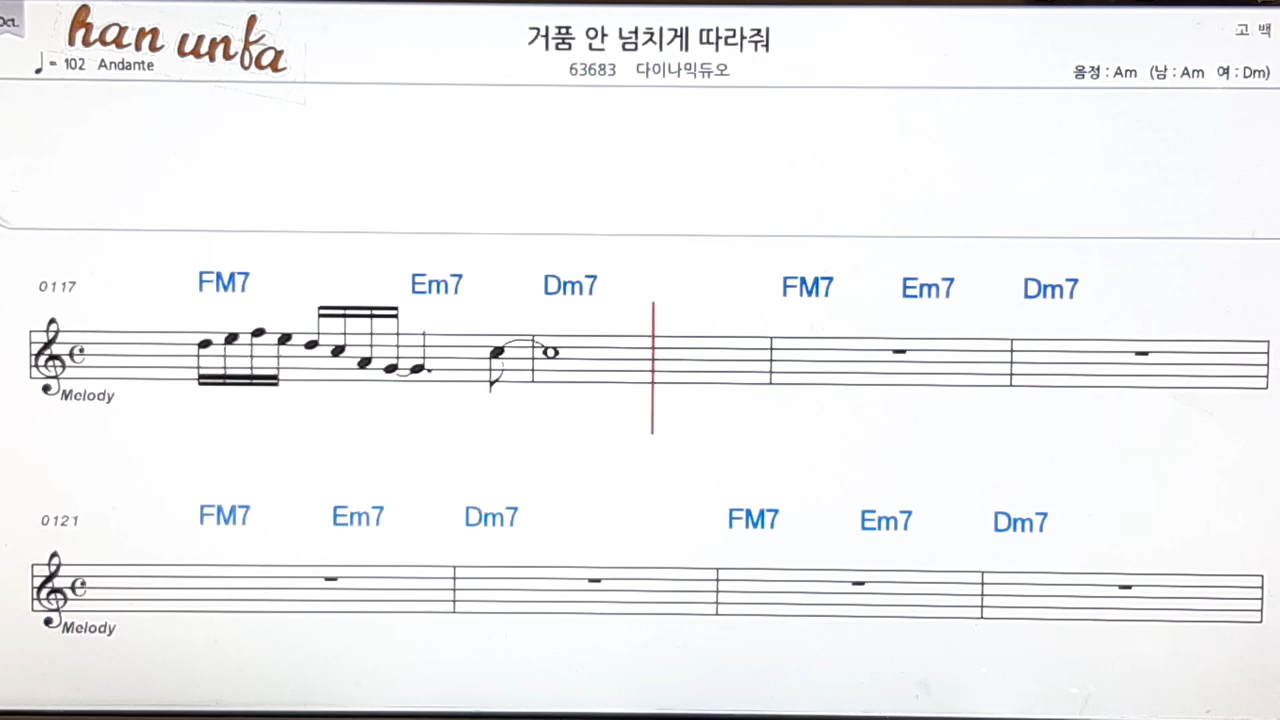 han unfa
거품 안 넘치게 따라줘
고 백
♩= 102 Andante
63683 다이나믹듀오
음정 : Am (남 : Am 여 : Dm)
0117 FM7 Em7 Dm7 FM7 Em7 Dm7
Melody
0121 FM7 Em7 Dm7 FM7 Em7 Dm7
Melody